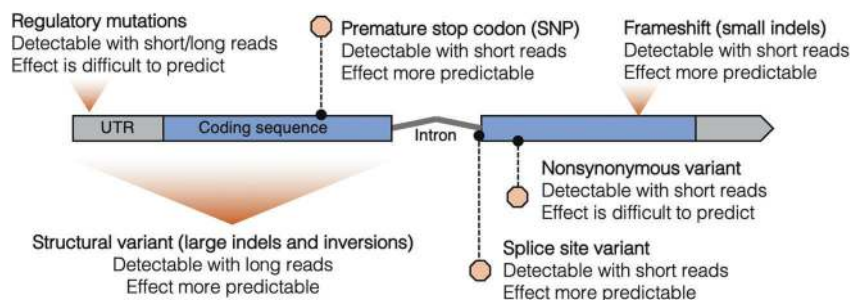 Regulatory mutations
Detectable with short/long reads
Effect is difficult to predict
Premature stop codon (SNP)
Detectable with short reads
Effect more predictable
Frameshift (small indels)
Detectable with short reads
Effect more predictable
UTR
Coding sequence
Intron
Structural variant (large indels and inversions)
Detectable with long reads
Effect more predictable
Nonsynonymous variant
Detectable with short reads
Effect is difficult to predict
Splice site variant
Detectable with short reads
Effect more predictable